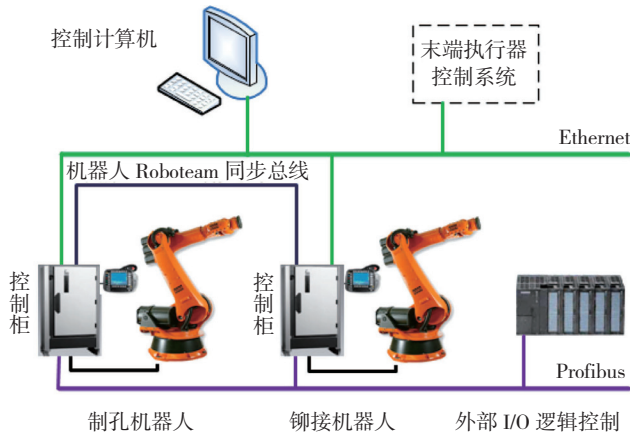 控制计算机
末端执行器
控制系统
Ethernet
机器人 Roboteam 同步总线
控制柜
控制柜
Profibus
制孔机器人
铆接机器人
外部 I/O 逻辑控制